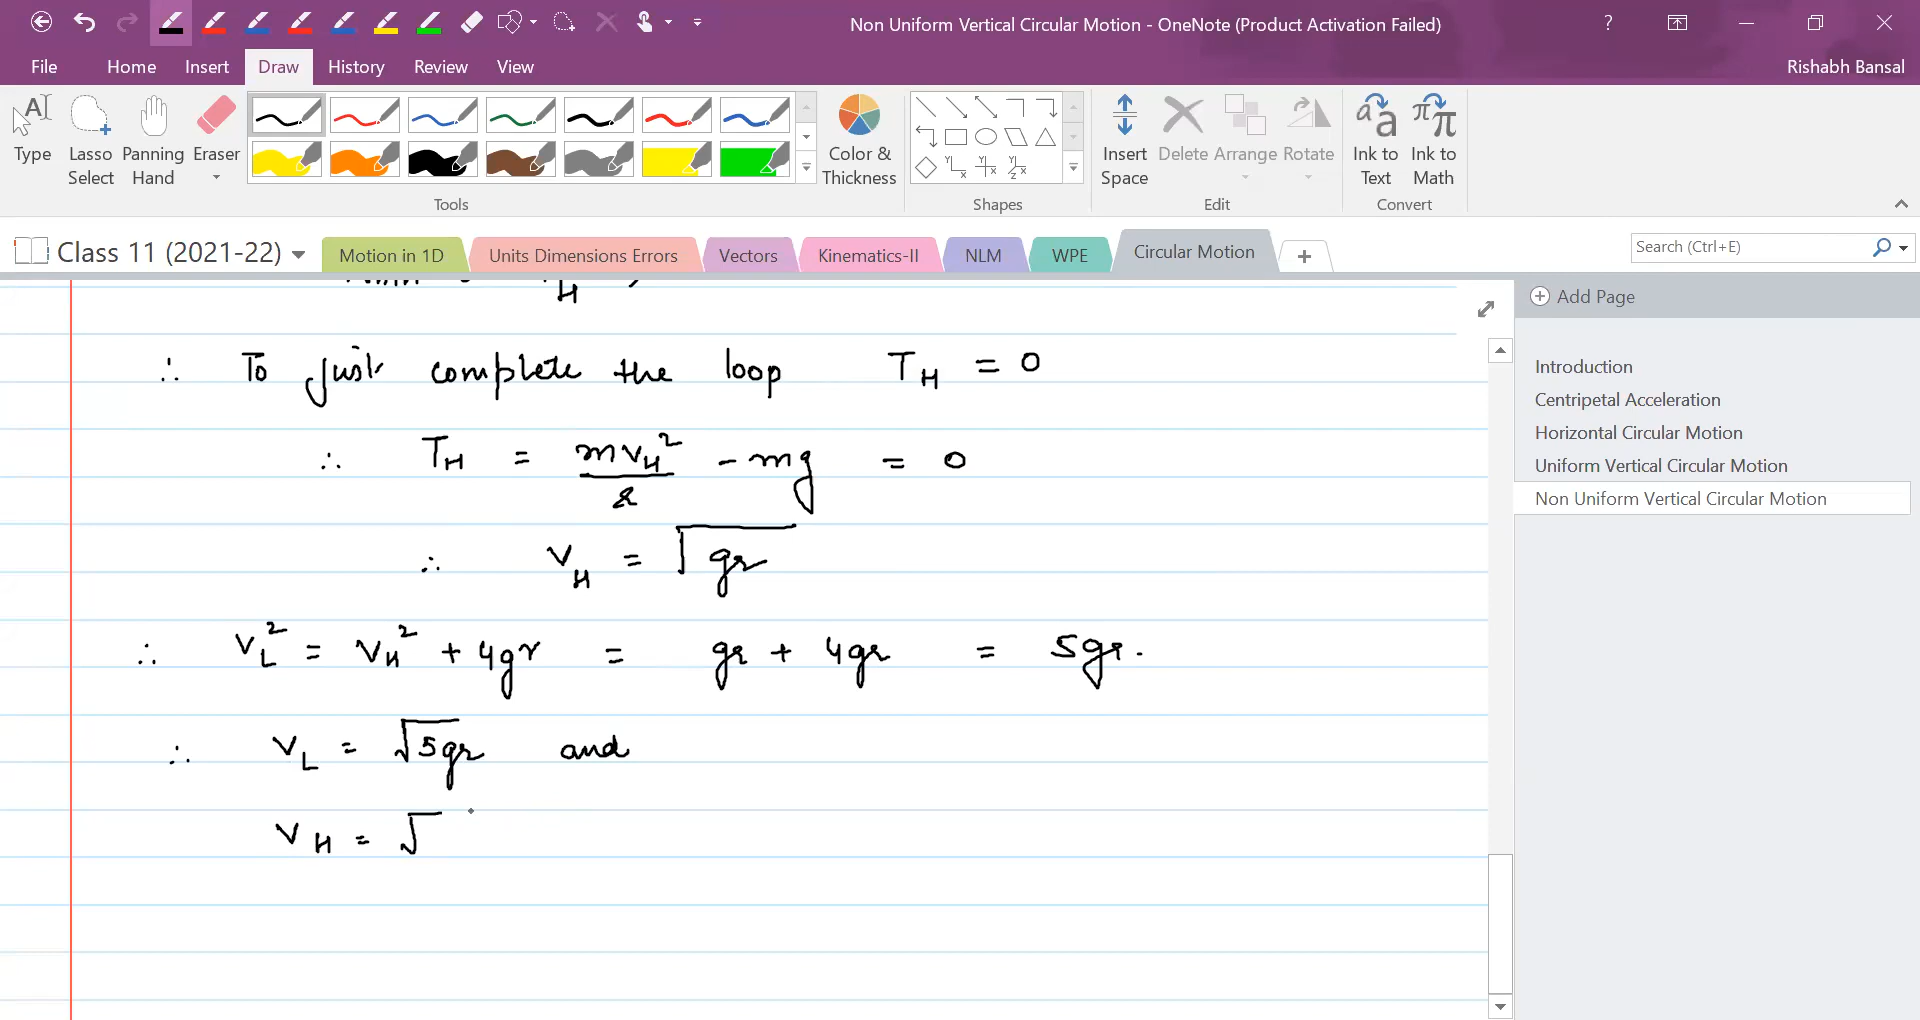 Non Uniform Vertical Circular Motion - OneNote (Product Activation Failed)
?
File Home Insert Draw History Review View
Rishabh Bansal
Type
Lasso Select
Panning Hand
Eraser
Color & Thickness
Insert Space
Delete
Arrange
Rotate
Ink to Text
Ink to Math
Tools
Shapes
Edit
Convert
Class 11 (2021-22)
Motion in 1D
Units Dimensions Errors
Vectors
Kinematics-II
NLM
WPE
Circular Motion
Search (Ctrl+E)
Add Page
Introduction
Centripetal Acceleration
Horizontal Circular Motion
Uniform Vertical Circular Motion
Non Uniform Vertical Circular Motion
H
∴ To just complete the loop T_H = 0
∴ T_H = mv_H²/r - mg = 0
∴ v_H = √gr
∴ v_L² = v_H² + 4gr = gr + 4gr = 5gr.
∴ v_L = √5gr and
v_H = √